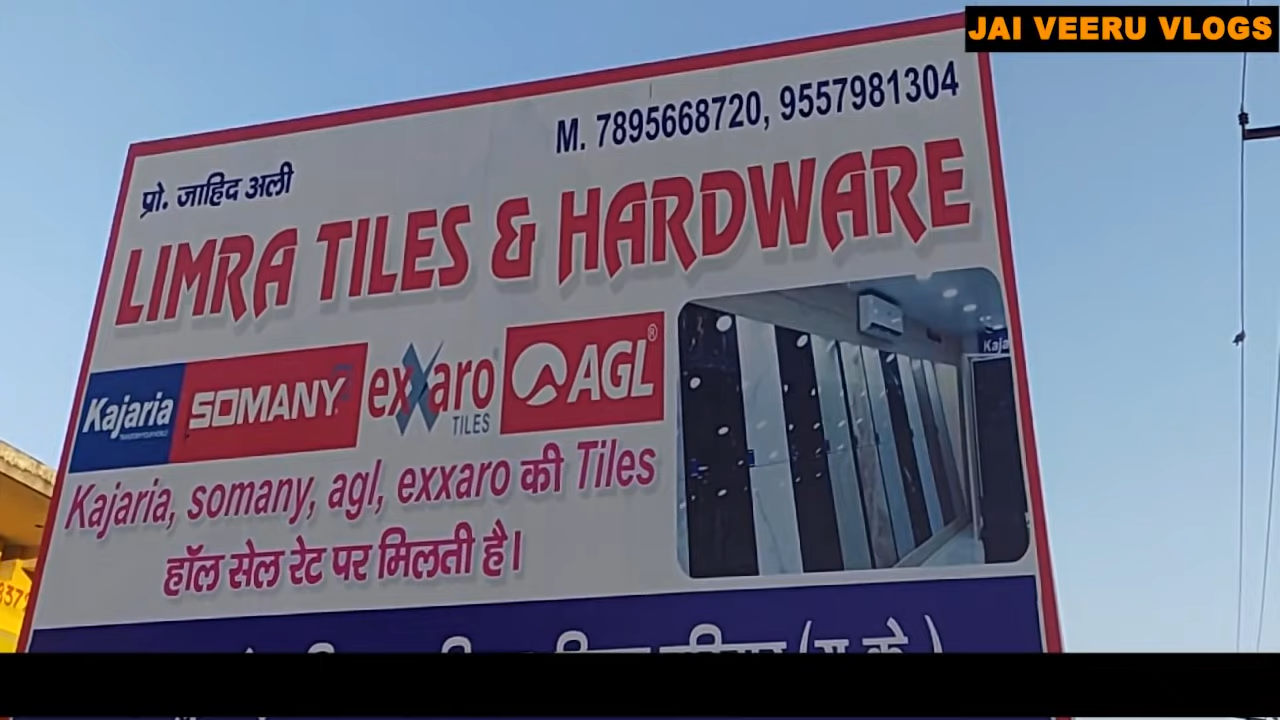 JAI VEERU VLOGS
M. 7895668720, 9557981304
प्रो. जाहिद अली
LIMRA TILES & HARDWARE
Kajaria SOMANY exxaro TILES AGL®
Kaja
Kajaria, somany, agl, exxaro की Tiles
हॉल सेल रेट पर मिलती है।